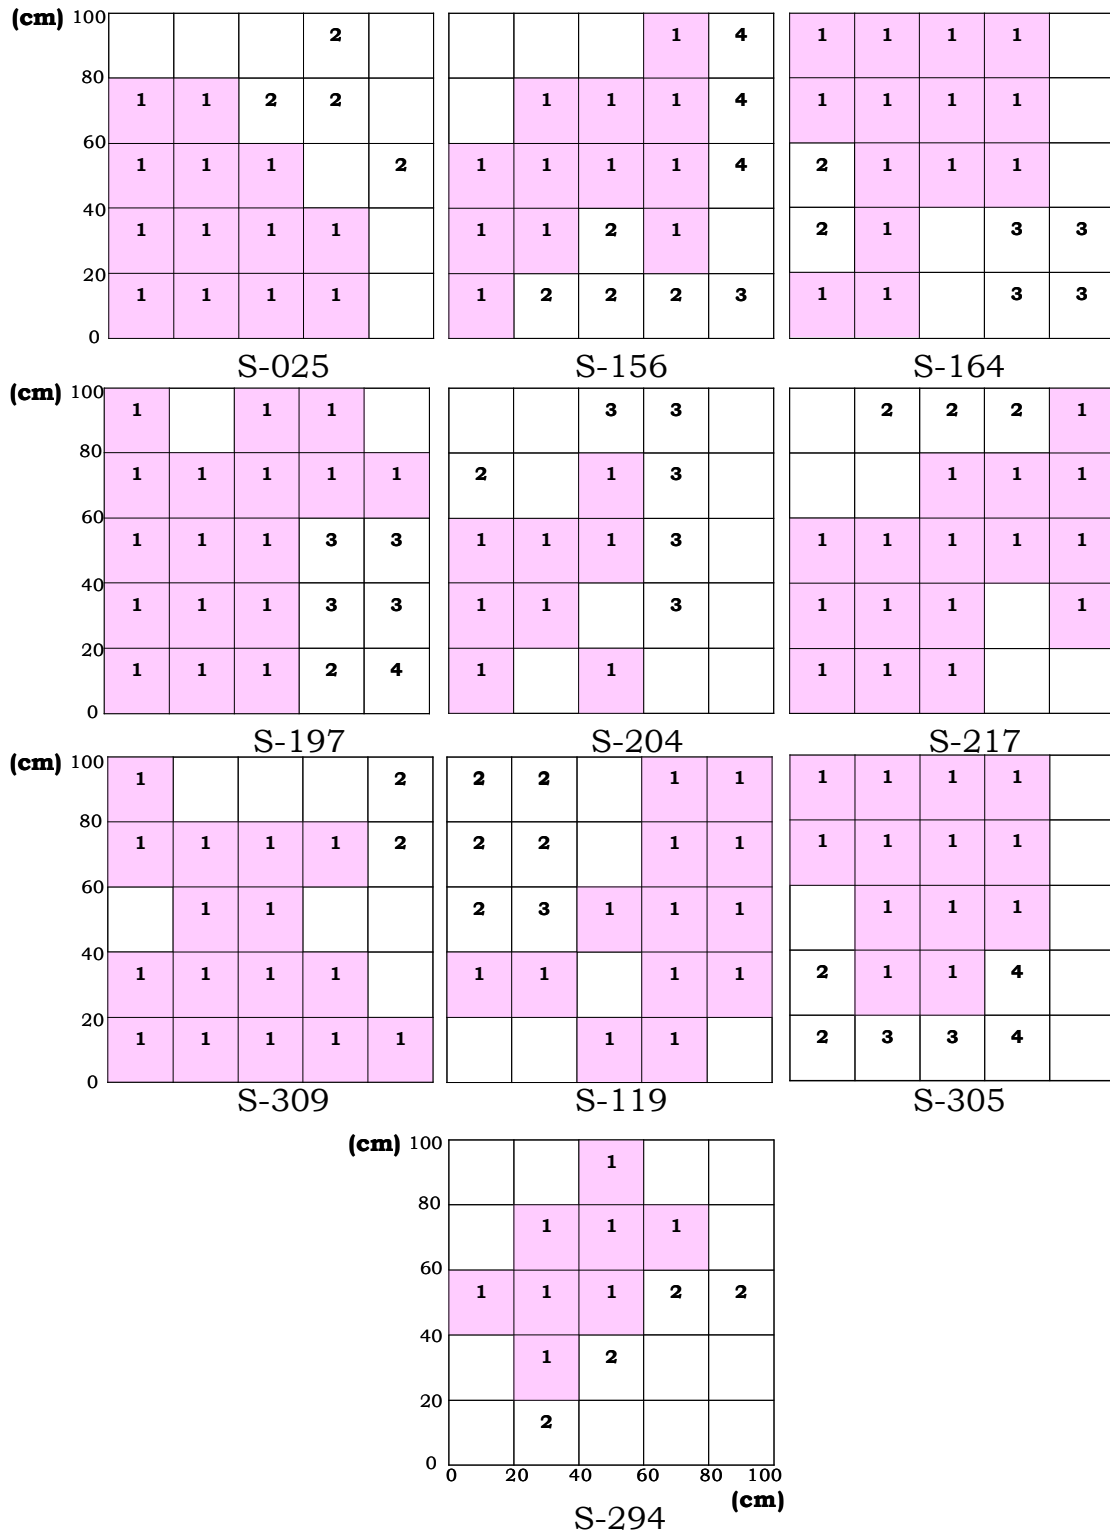 (cm) 100
2 1 4 1 1 1 1
80
1 1 2 2 1 1 1 4 1 1 1 1
60
1 1 1 2 1 1 1 1 4 2 1 1 1
40
1 1 1 1 1 1 2 1 2 1 3 3
20
1 1 1 1 1 2 2 2 3 1 1 3 3
0
S-025 S-156 S-164
(cm) 100
1 1 1 3 3 2 2 2 1
80
1 1 1 1 1 2 1 3 1 1 1
60
1 1 1 3 3 1 1 1 3 1 1 1 1 1
40
1 1 1 3 3 1 1 3 1 1 1 1
20
1 1 1 2 4 1 1 1 1 1
0
S-197 S-204 S-217
(cm) 100
1 2 2 2 1 1 1 1 1 1
80
1 1 1 1 2 2 2 1 1 1 1 1 1
60
1 1 2 3 1 1 1 1 1 1
40
1 1 1 1 1 1 1 1 2 1 1 4
20
1 1 1 1 1 1 1 2 3 3 4
0
S-309 S-119 S-305
(cm) 100
1
80
1 1 1
60
1 1 1 2 2
40
1 2
20
2
0
0 20 40 60 80 100
(cm)
S-294